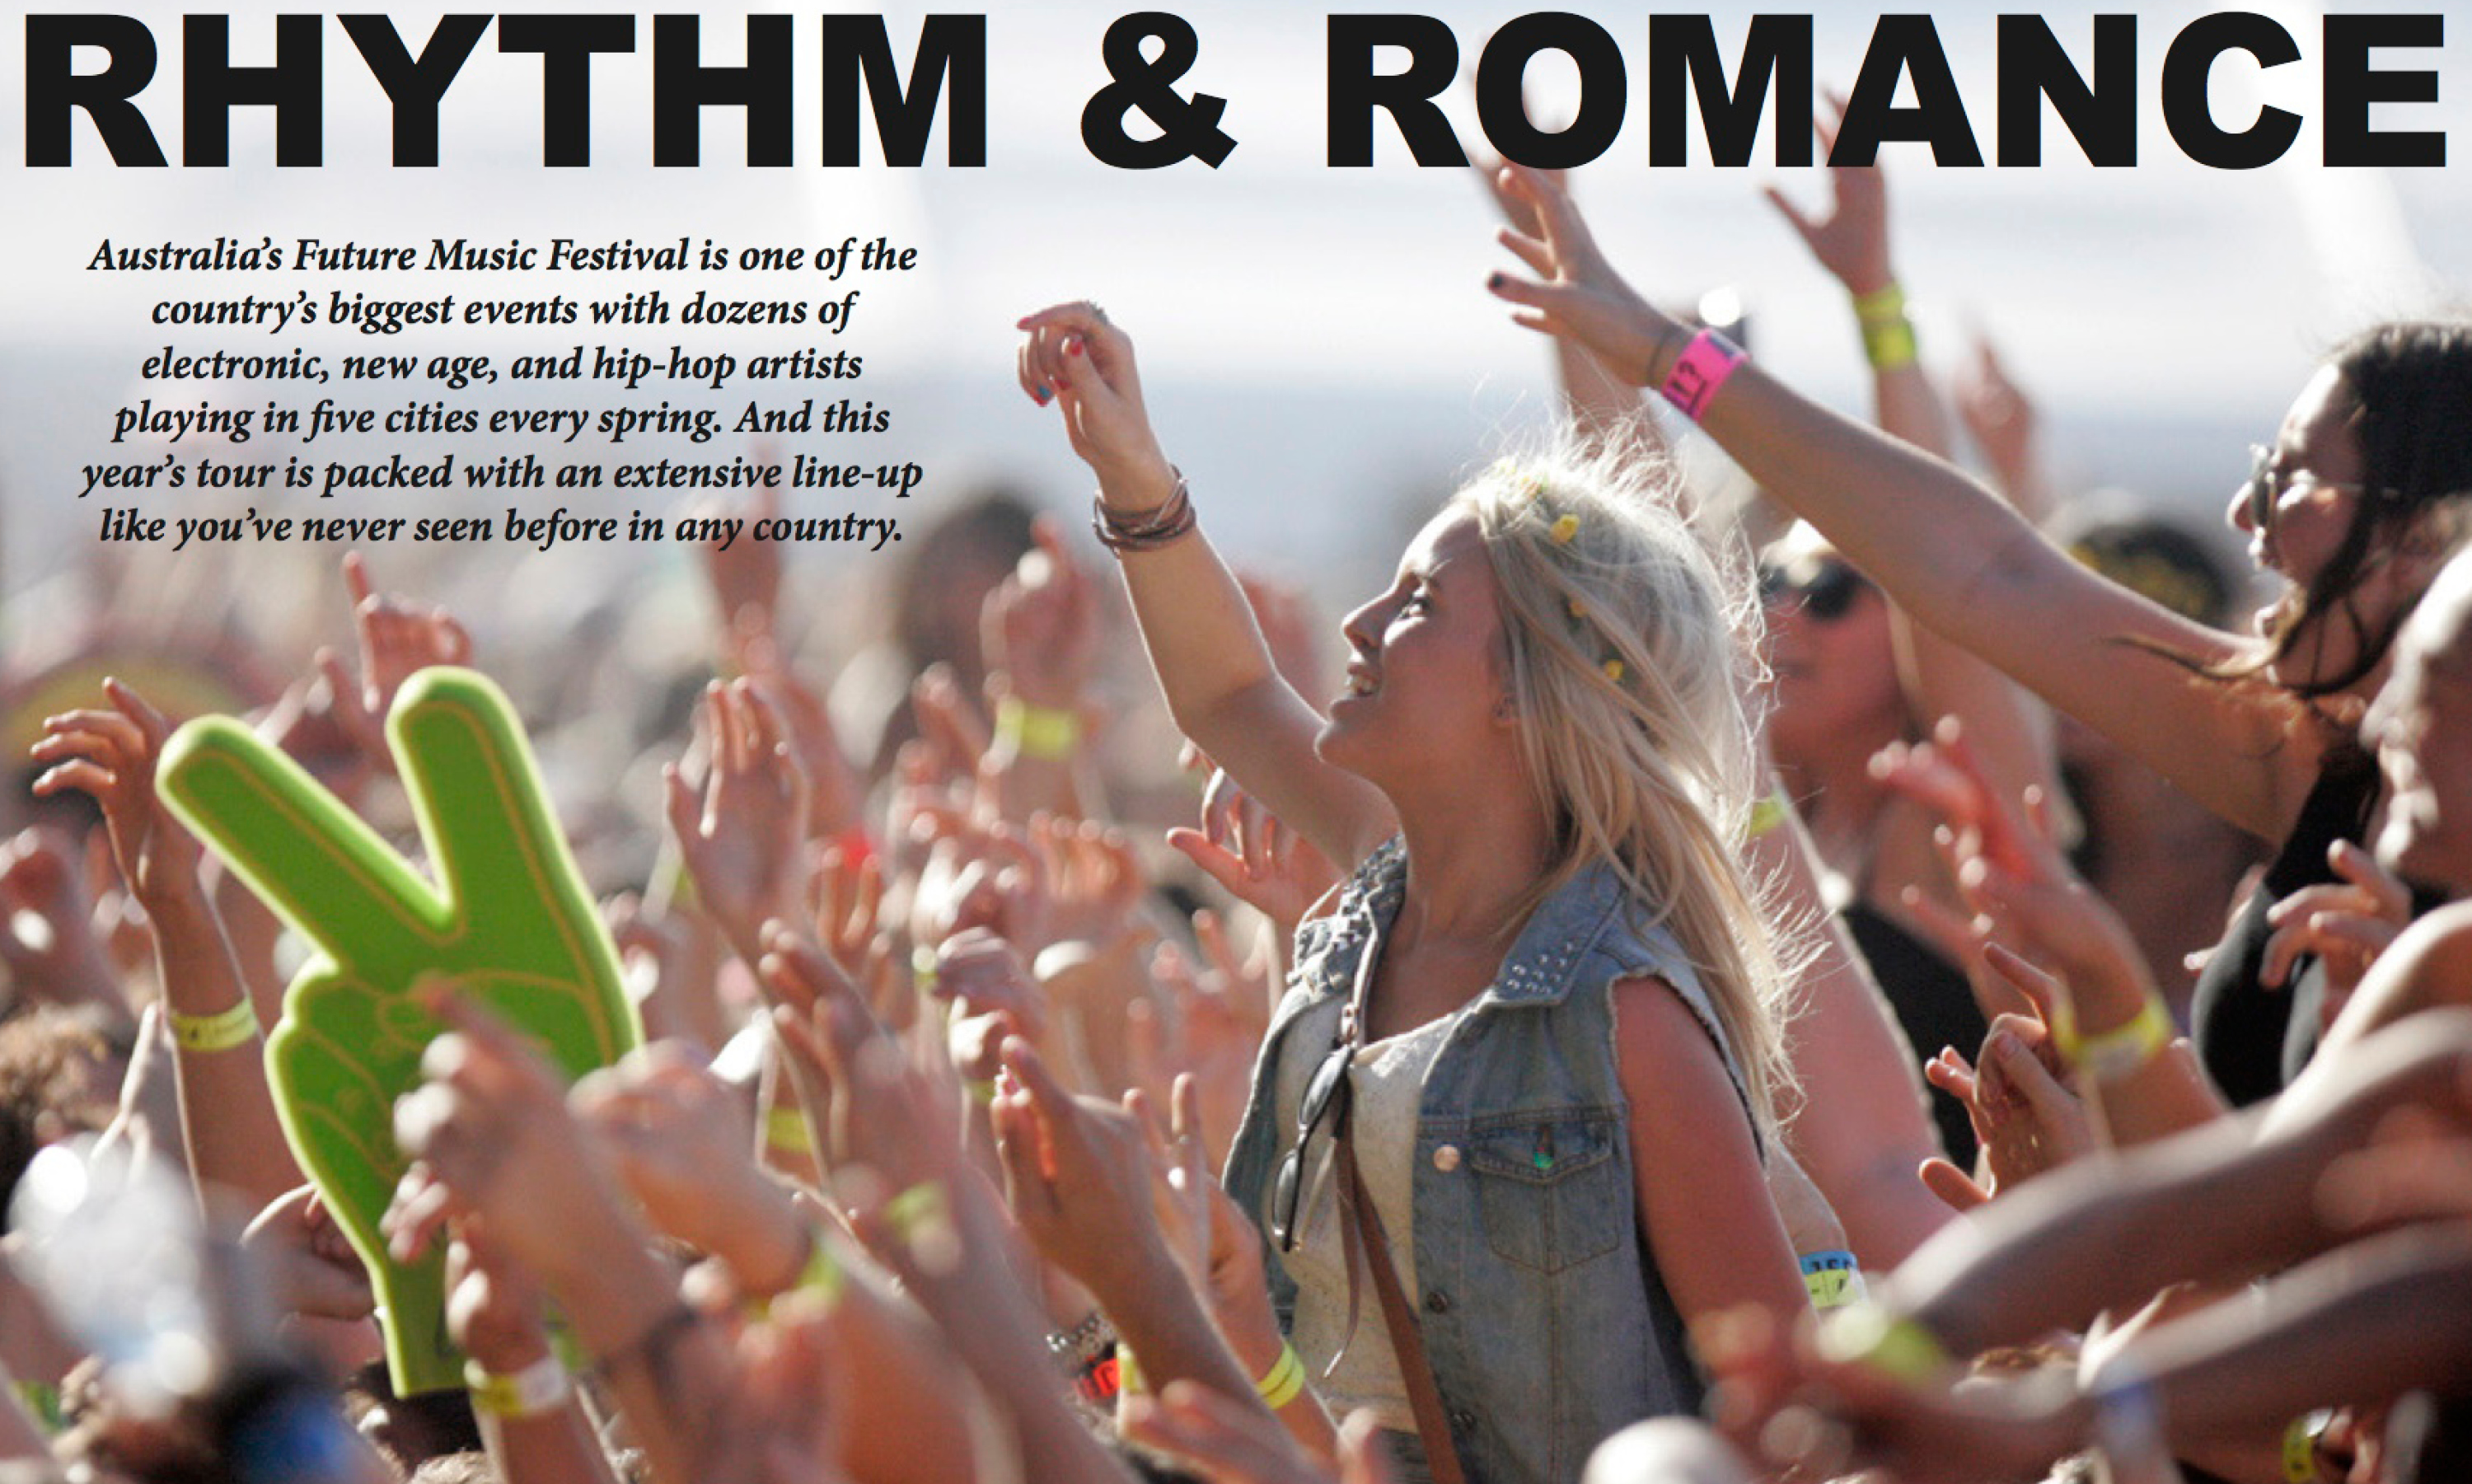 RHYTHM & ROMANCE
Australia's Future Music Festival is one of the
country's biggest events with dozens of
electronic, new age, and hip-hop artists
playing in five cities every spring. And this
year's tour is packed with an extensive line-up
like you've never seen before in any country.